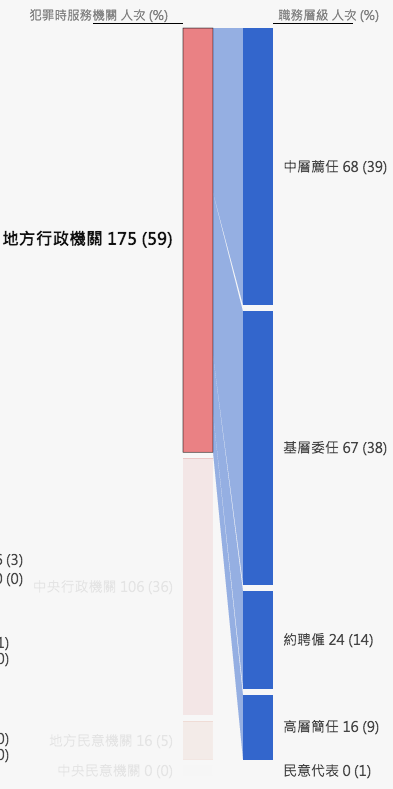 犯罪時服務機關 人次 (%)
職務層級 人次 (%)
中層薦任 68 (39)
地方行政機關 175 (59)
基層委任 67 (38)
(3)
(0)
中央行政機關 106 (36)
約聘僱 24 (14)
高層簡任 16 (9)
地方民意機關 16 (5)
中央民意機關 0 (0)
民意代表 0 (1)